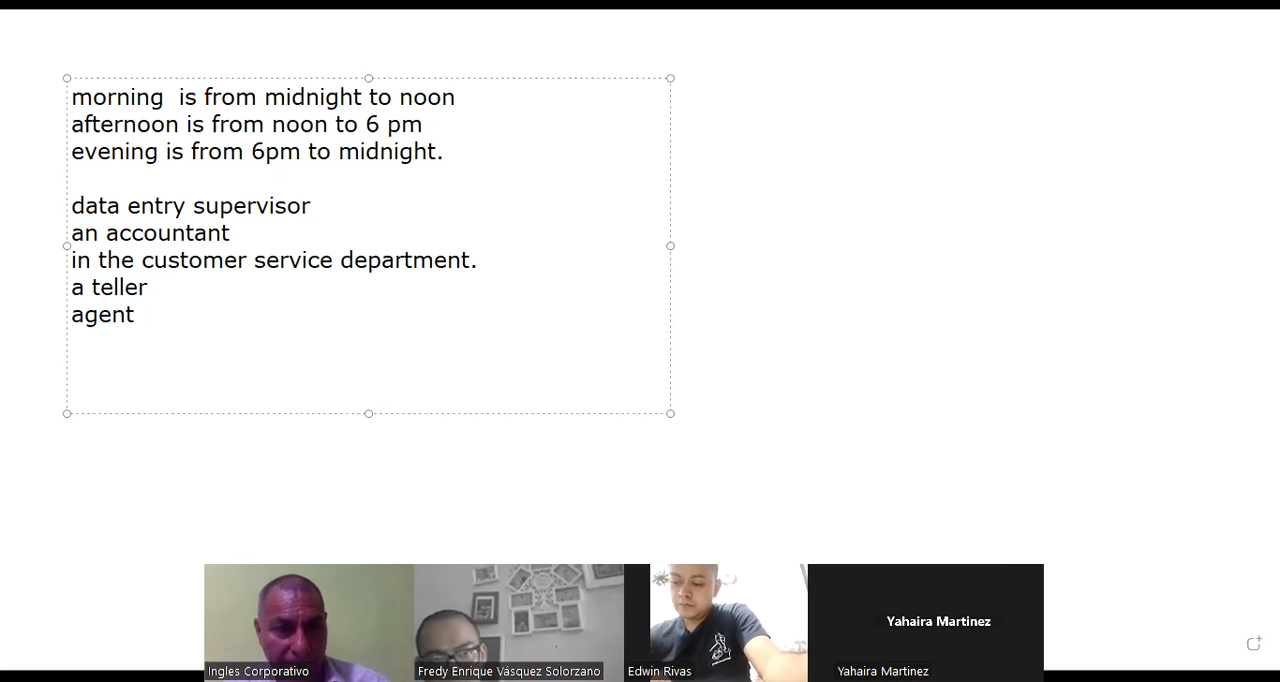 morning  is from midnight to noon
afternoon is from noon to 6 pm
evening is from 6pm to midnight.
data entry supervisor
an accountant
in the customer service department.
a teller
agent
Yahaira Martinez
Ingles Corporativo
Fredy Enrique Vásquez Solorzano
Edwin Rivas
Yahaira Martinez